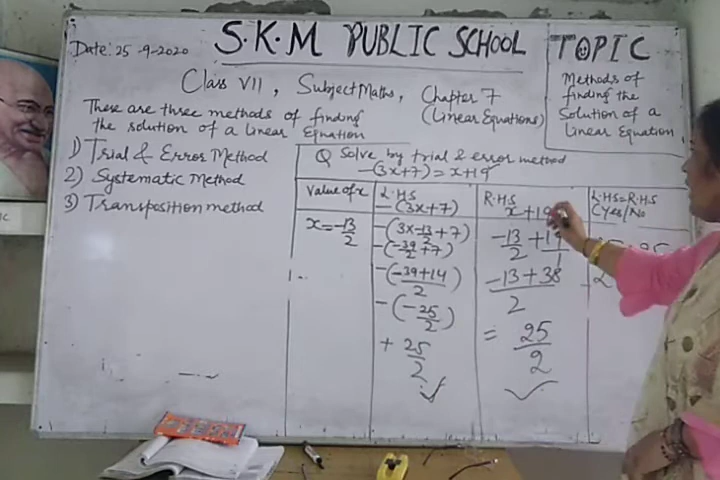 Date: 25-9-2020
S.K.M PUBLIC SCHOOL
TOPIC
Class VII, Subject Maths, Chapter 7
(Linear Equations)
Methods of
finding the
Solution of a
Linear Equation
These are three methods of finding
the solution of a Linear Equation
1) Trial & Error Method
2) Systematic Method
3) Transposition method
Q Solve by trial & error method
-(3x+7) = x+19
Value of x
L.H.S
-(3x+7)
R.H.S
x+19
L.H.S=R.H.S
(Yes/No
x = -13/2
-(3x-13/2+7)
-(-39/2+7)
-(-39+14)/2
-(-25/2)
+ 25/2
-13/2 + 19/1
-13+38/2
= 25/2